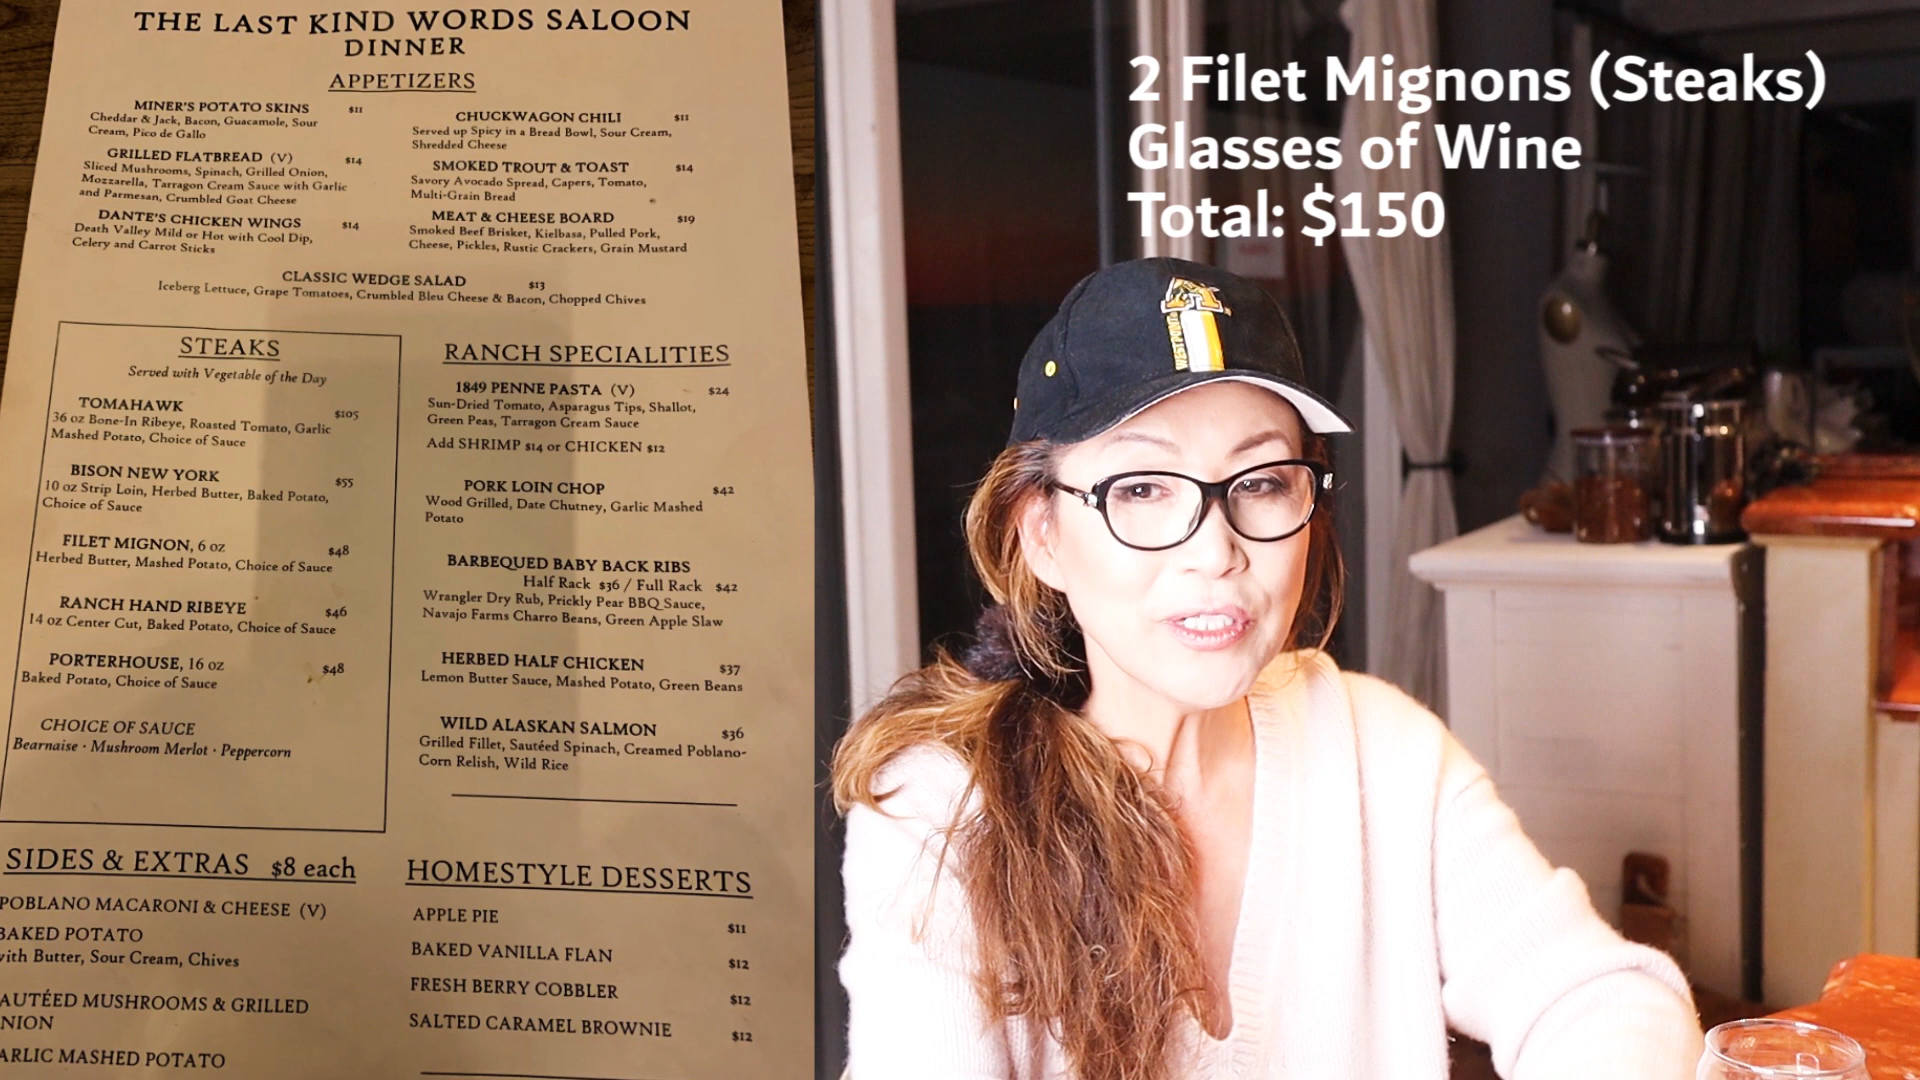 THE LAST KIND WORDS SALOON
DINNER
APPETIZERS
MINER'S POTATO SKINS $11
Cheddar & Jack, Bacon, Guacamole, Sour
Cream, Pico de Gallo
GRILLED FLATBREAD (V) $14
Sliced Mushrooms, Spinach, Grilled Onion,
Mozzarella, Tarragon Cream Sauce with Garlic
and Parmesan, Crumbled Goat Cheese
DANTE'S CHICKEN WINGS $14
Death Valley Mild or Hot with Cool Dip,
Celery and Carrot Sticks
CHUCKWAGON CHILI $11
Served up Spicy in a Bread Bowl, Sour Cream,
Shredded Cheese
SMOKED TROUT & TOAST $14
Savory Avocado Spread, Capers, Tomato,
Multi-Grain Bread
MEAT & CHEESE BOARD $19
Smoked Beef Brisket, Kielbasa, Pulled Pork,
Cheese, Pickles, Rustic Crackers, Grain Mustard
CLASSIC WEDGE SALAD $13
Iceberg Lettuce, Grape Tomatoes, Crumbled Bleu Cheese & Bacon, Chopped Chives
STEAKS
Served with Vegetable of the Day
TOMAHAWK $105
36 oz Bone-In Ribeye, Roasted Tomato, Garlic
Mashed Potato, Choice of Sauce
BISON NEW YORK $55
10 oz Strip Loin, Herbed Butter, Baked Potato,
Choice of Sauce
FILET MIGNON, 6 oz $48
Herbed Butter, Mashed Potato, Choice of Sauce
RANCH HAND RIBEYE $46
14 oz Center Cut, Baked Potato, Choice of Sauce
PORTERHOUSE, 16 oz $48
Baked Potato, Choice of Sauce
CHOICE OF SAUCE
Bearnaise · Mushroom Merlot · Peppercorn
RANCH SPECIALITIES
1849 PENNE PASTA (V) $24
Sun-Dried Tomato, Asparagus Tips, Shallot,
Green Peas, Tarragon Cream Sauce
Add SHRIMP $14 or CHICKEN $12
PORK LOIN CHOP $42
Wood Grilled, Date Chutney, Garlic Mashed
Potato
BARBEQUED BABY BACK RIBS
Half Rack $36 / Full Rack $42
Wrangler Dry Rub, Prickly Pear BBQ Sauce,
Navajo Farms Charro Beans, Green Apple Slaw
HERBED HALF CHICKEN $37
Lemon Butter Sauce, Mashed Potato, Green Beans
WILD ALASKAN SALMON $36
Grilled Fillet, Sautéed Spinach, Creamed Poblano-
Corn Relish, Wild Rice
SIDES & EXTRAS $8 each
POBLANO MACARONI & CHEESE (V)
BAKED POTATO
with Butter, Sour Cream, Chives
AUTÉED MUSHROOMS & GRILLED
NION
ARLIC MASHED POTATO
HOMESTYLE DESSERTS
APPLE PIE $11
BAKED VANILLA FLAN $12
FRESH BERRY COBBLER $12
SALTED CARAMEL BROWNIE $12
2 Filet Mignons (Steaks)
Glasses of Wine
Total: $150
A
WEST POINT